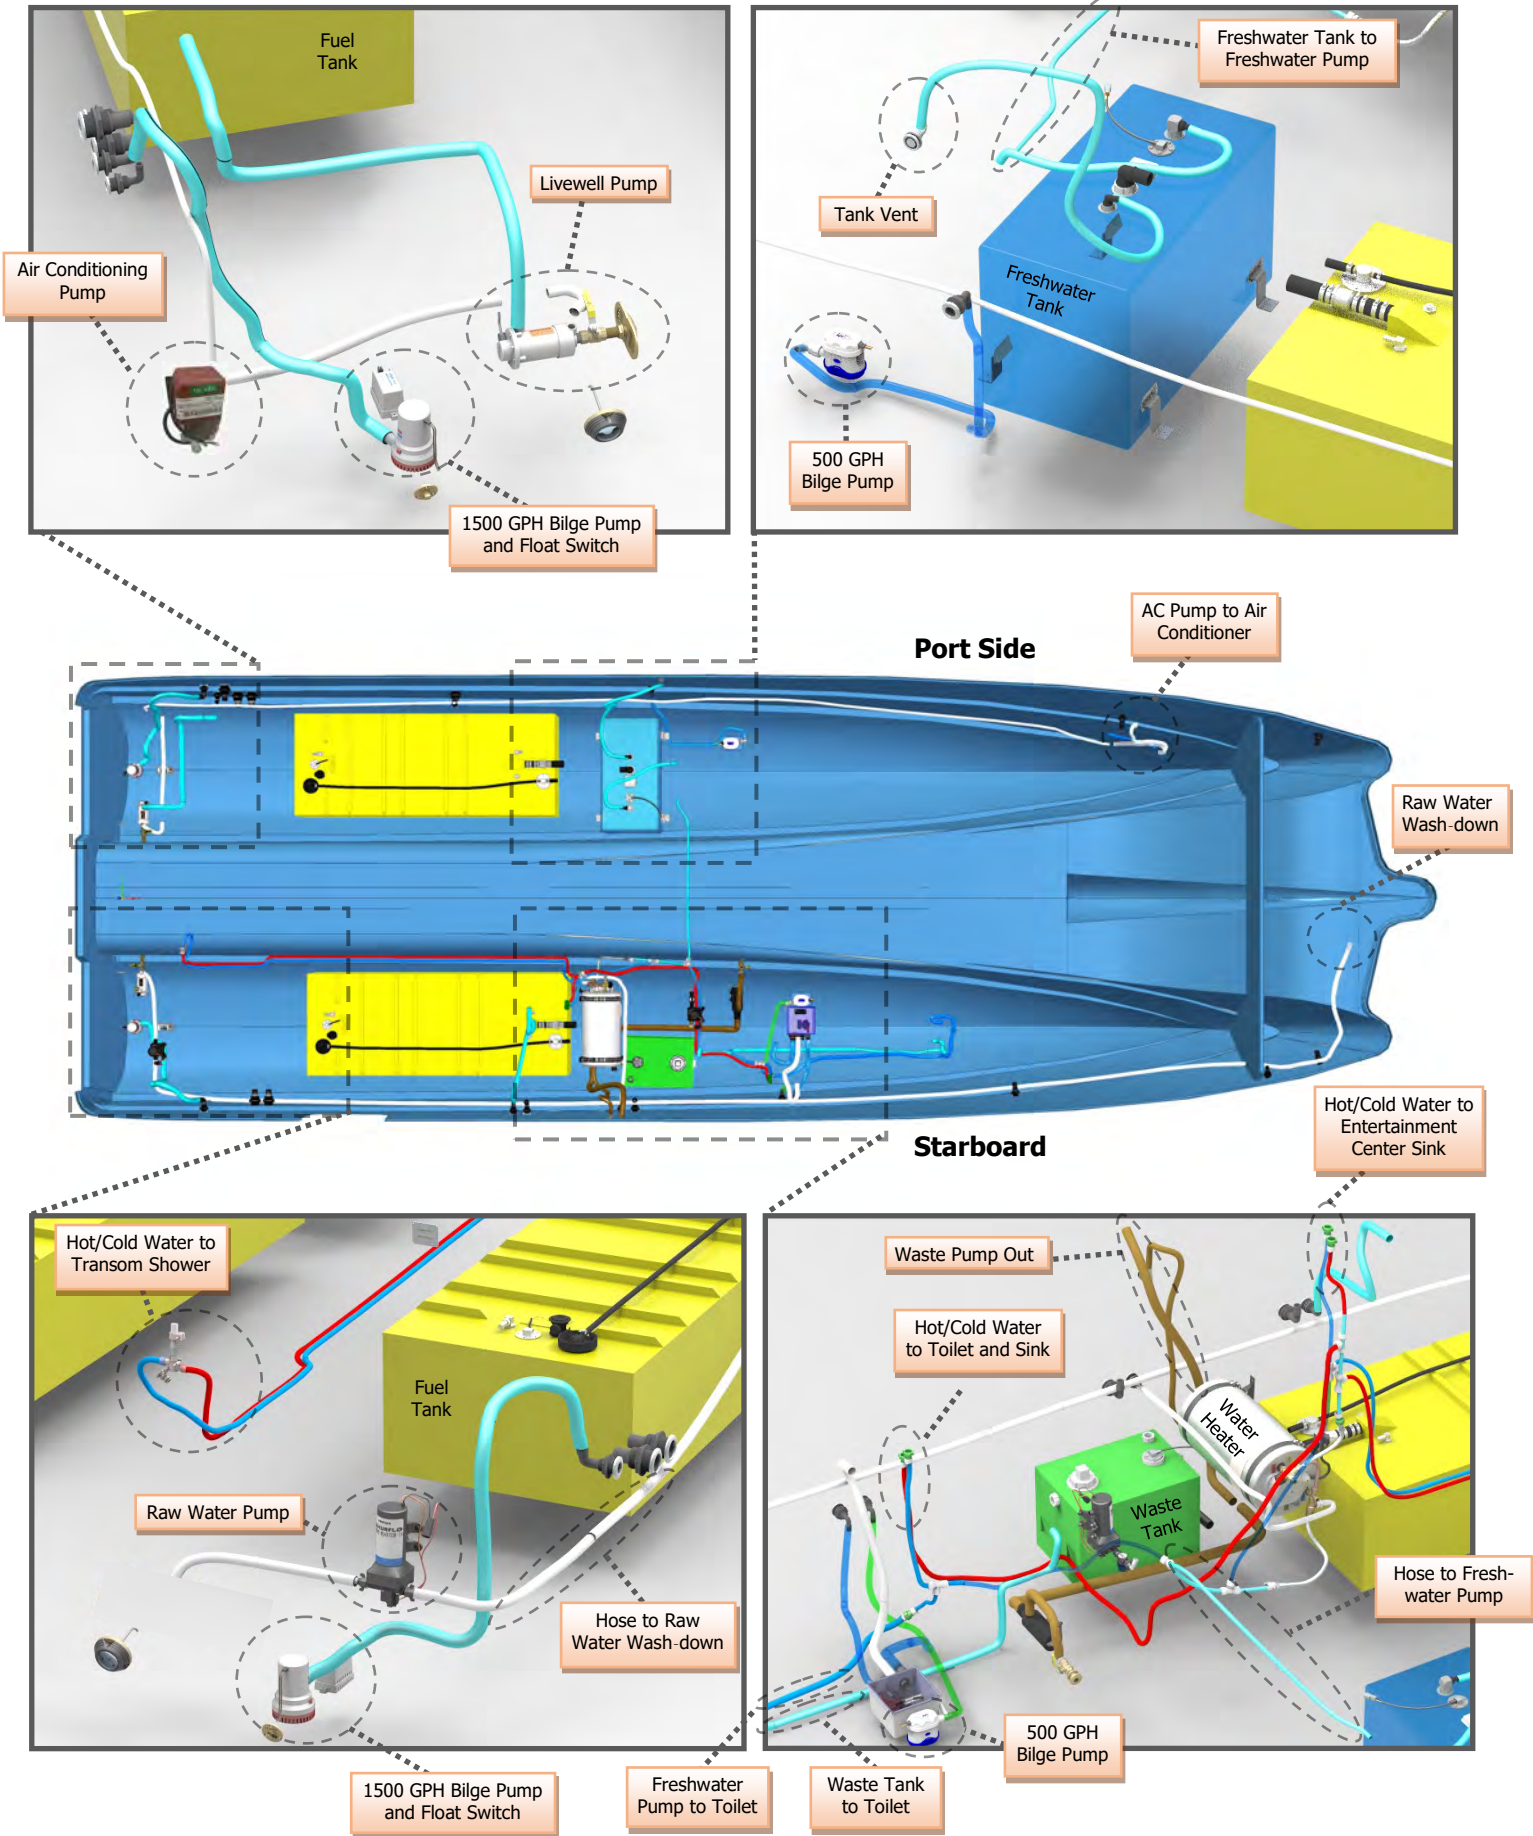 Fuel
Tank
Livewell Pump
Air Conditioning
Pump
1500 GPH Bilge Pump
and Float Switch
Freshwater Tank to
Freshwater Pump
Tank Vent
Freshwater
Tank
500 GPH
Bilge Pump
AC Pump to Air
Conditioner
Port Side
Raw Water
Wash-down
Starboard
Hot/Cold Water to
Entertainment
Center Sink
Hot/Cold Water to
Transom Shower
Fuel
Tank
Raw Water Pump
Hose to Raw
Water Wash-down
1500 GPH Bilge Pump
and Float Switch
Waste Pump Out
Hot/Cold Water
to Toilet and Sink
Water
Heater
Waste
Tank
Hose to Fresh-
water Pump
500 GPH
Bilge Pump
Freshwater
Pump to Toilet
Waste Tank
to Toilet